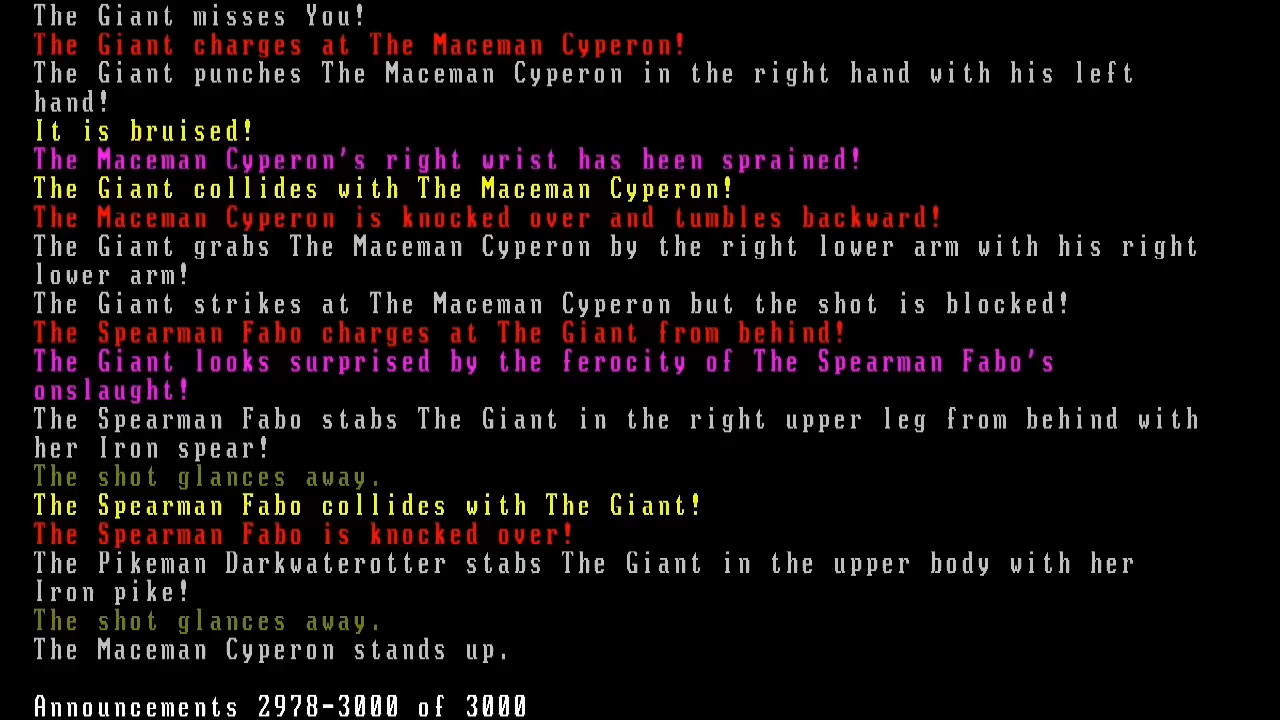 The Giant misses You!
The Giant charges at The Maceman Cyperon!
The Giant punches The Maceman Cyperon in the right hand with his left
hand!
It is bruised!
The Maceman Cyperon's right wrist has been sprained!
The Giant collides with The Maceman Cyperon!
The Maceman Cyperon is knocked over and tumbles backward!
The Giant grabs The Maceman Cyperon by the right lower arm with his right
lower arm!
The Giant strikes at The Maceman Cyperon but the shot is blocked!
The Spearman Fabo charges at The Giant from behind!
The Giant looks surprised by the ferocity of The Spearman Fabo's
onslaught!
The Spearman Fabo stabs The Giant in the right upper leg from behind with
her Iron spear!
The shot glances away.
The Spearman Fabo collides with The Giant!
The Spearman Fabo is knocked over!
The Pikeman Darkwaterotter stabs The Giant in the upper body with her
Iron pike!
The shot glances away.
The Maceman Cyperon stands up.
Announcements 2978-3000 of 3000